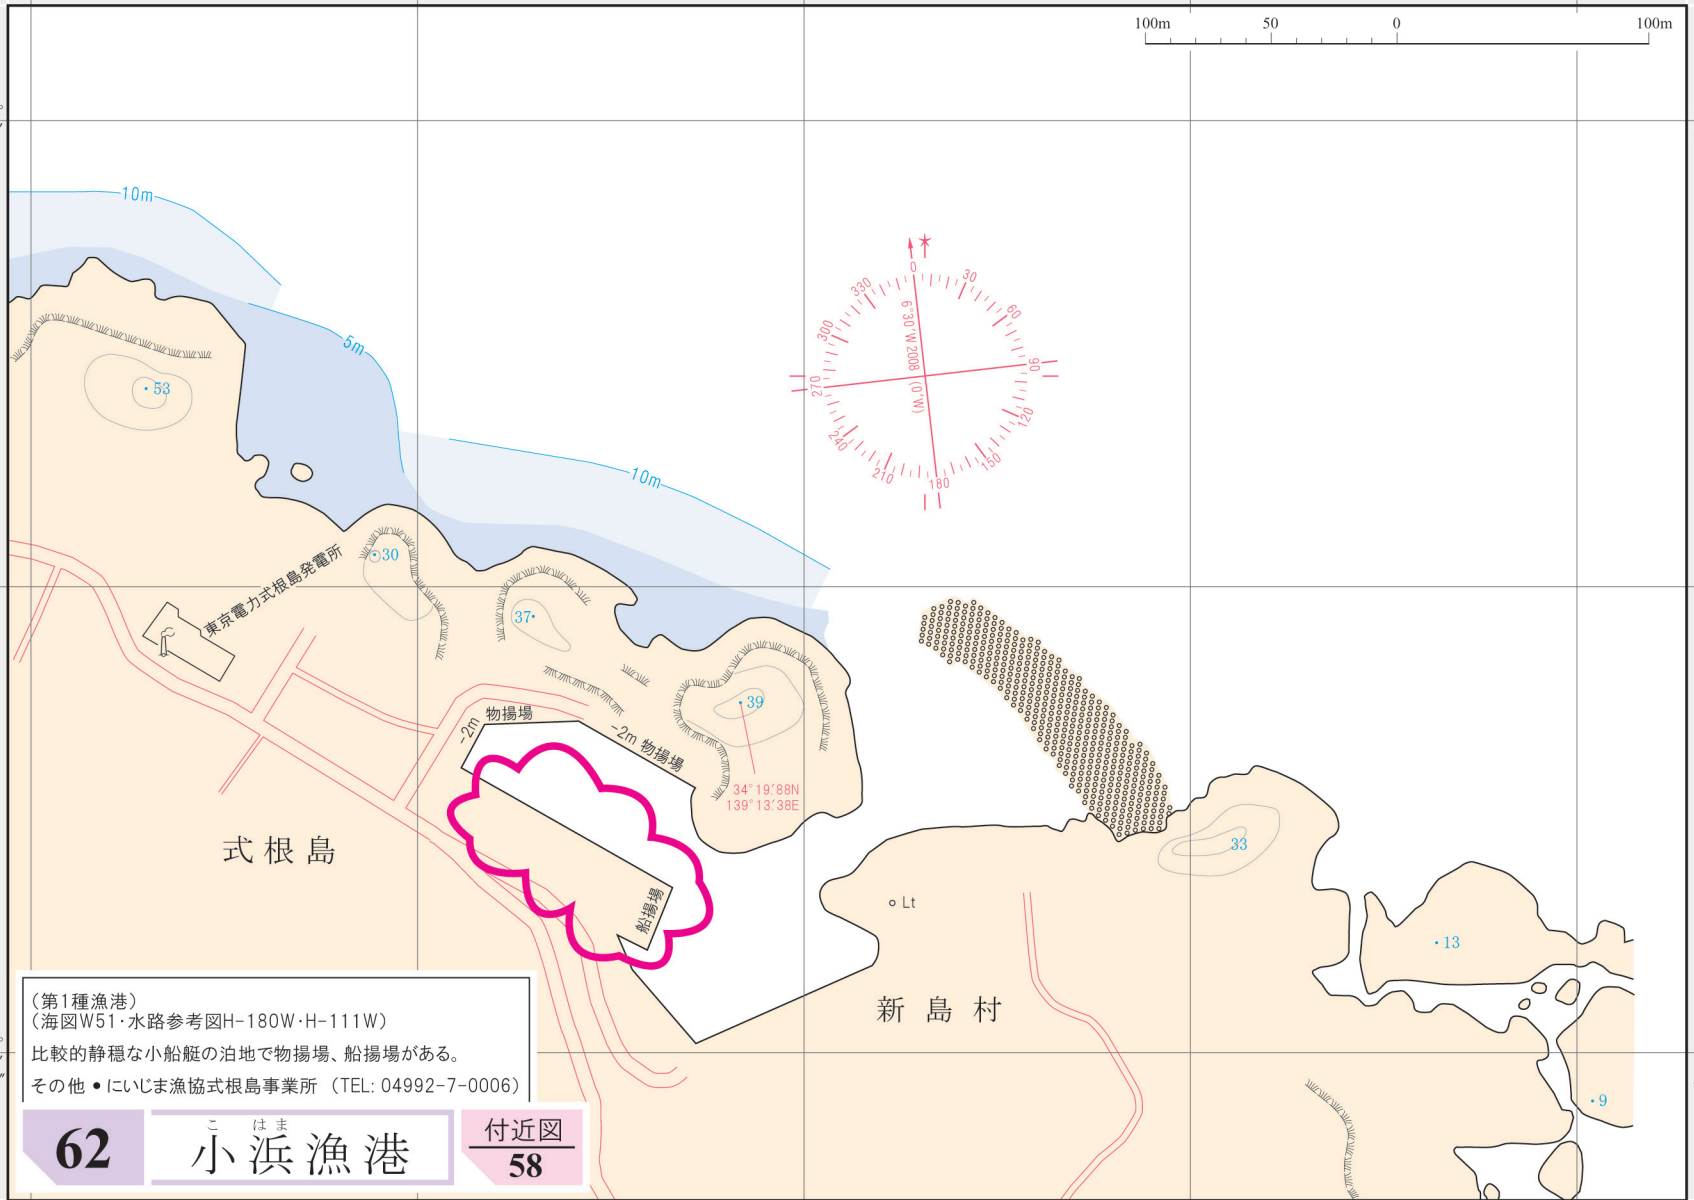 100m 50 0 100m
10m
5m
10m
0 30 60 90 120 150 180 210 240 270 300 330
6°30′W 2008 (0′W)
53
30
東京電力式根島発電所
37
39
-2m 物揚場
-2m 物揚場
34°19.′88N
139°13.′38E
式根島
船揚場
33
Lt
13
新島村
9
（第1種漁港）
（海図W51・水路参考図H-180W・H-111W）
比較的静穏な小船艇の泊地で物揚場、船揚場がある。
その他 • にいじま漁協式根島事業所 （TEL: 04992-7-0006）
こ はま
62 小浜漁港 付近図
58